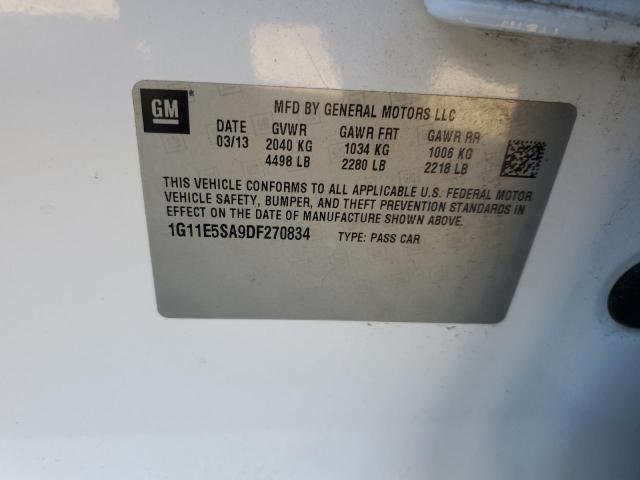 GM
MFD BY GENERAL MOTORS LLC
DATE GVWR GAWR FRT GAWR RR
03/13 2040 KG 1034 KG 1006 KG
4498 LB 2280 LB 2218 LB
THIS VEHICLE CONFORMS TO ALL APPLICABLE U.S. FEDERAL MOTOR
VEHICLE SAFETY, BUMPER, AND THEFT PREVENTION STANDARDS IN
EFFECT ON THE DATE OF MANUFACTURE SHOWN ABOVE.
1G11E5SA9DF270834 TYPE: PASS CAR